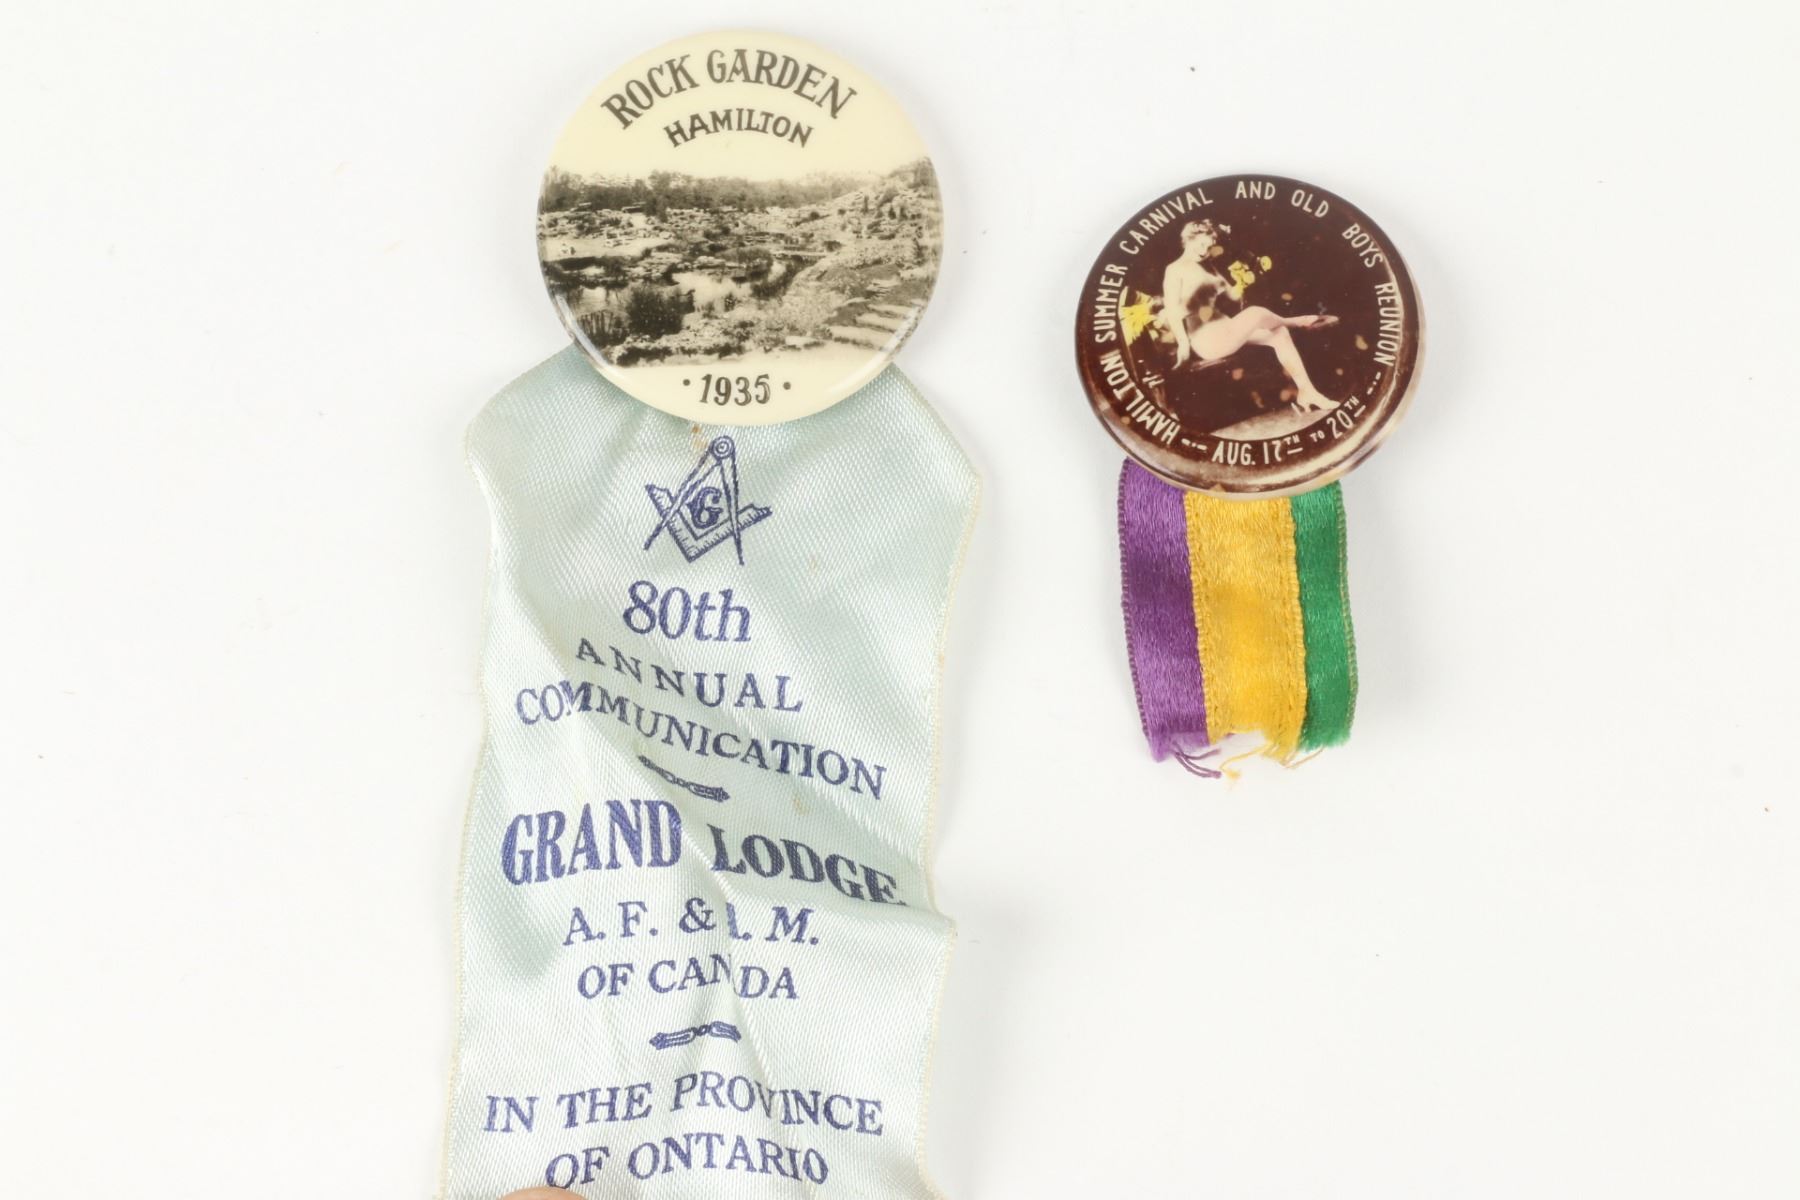 ROCK GARDEN
HAMILTON
· 1935 ·
G
80th
ANNUAL
COMMUNICATION
GRAND LODGE
A. F. & A. M.
OF CANADA
IN THE PROVINCE
OF ONTARIO
HAMILTON SUMMER CARNIVAL AND OLD BOYS REUNION
AUG. 17TH TO 20TH